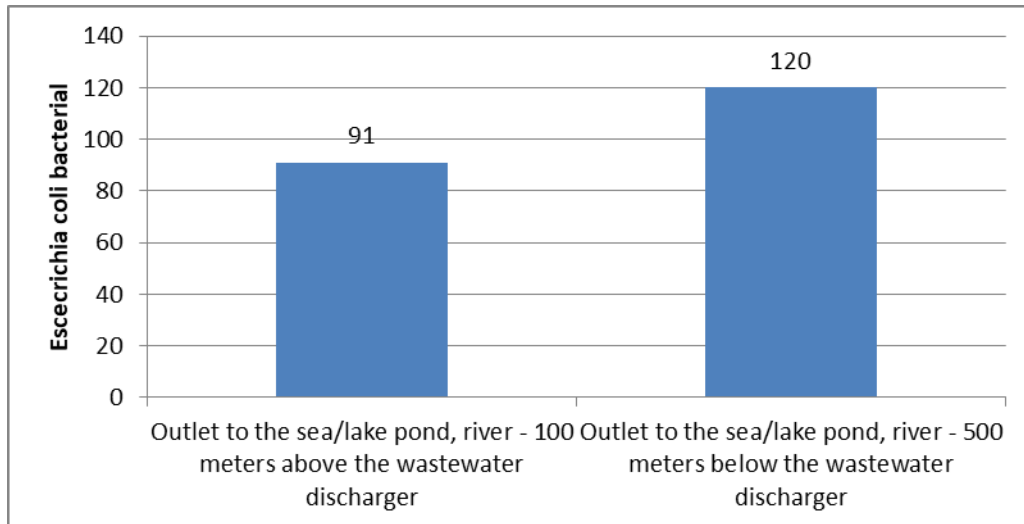 Escecrichia coli bacterial
140
120
100
80
60
40
20
0
91
120
Outlet to the sea/lake pond, river - 100
meters above the wastewater
discharger
Outlet to the sea/lake pond, river - 500
meters below the wastewater
discharger